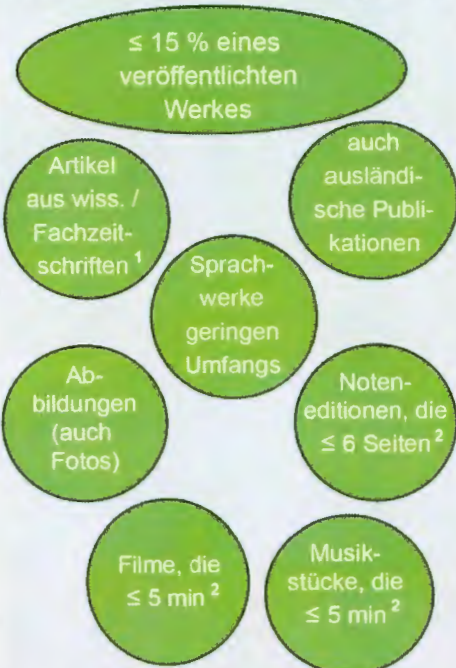 ≤ 15 % eines
veröffentlichten
Werkes
Artikel
aus wiss. /
Fachzeit-
schriften ¹
auch
ausländi-
sche Publi-
kationen
Sprach-
werke
geringen
Umfangs
Ab-
bildungen
(auch
Fotos)
Noten-
editionen, die
≤ 6 Seiten ²
Filme, die
≤ 5 min ²
Musik-
stücke, die
≤ 5 min ²